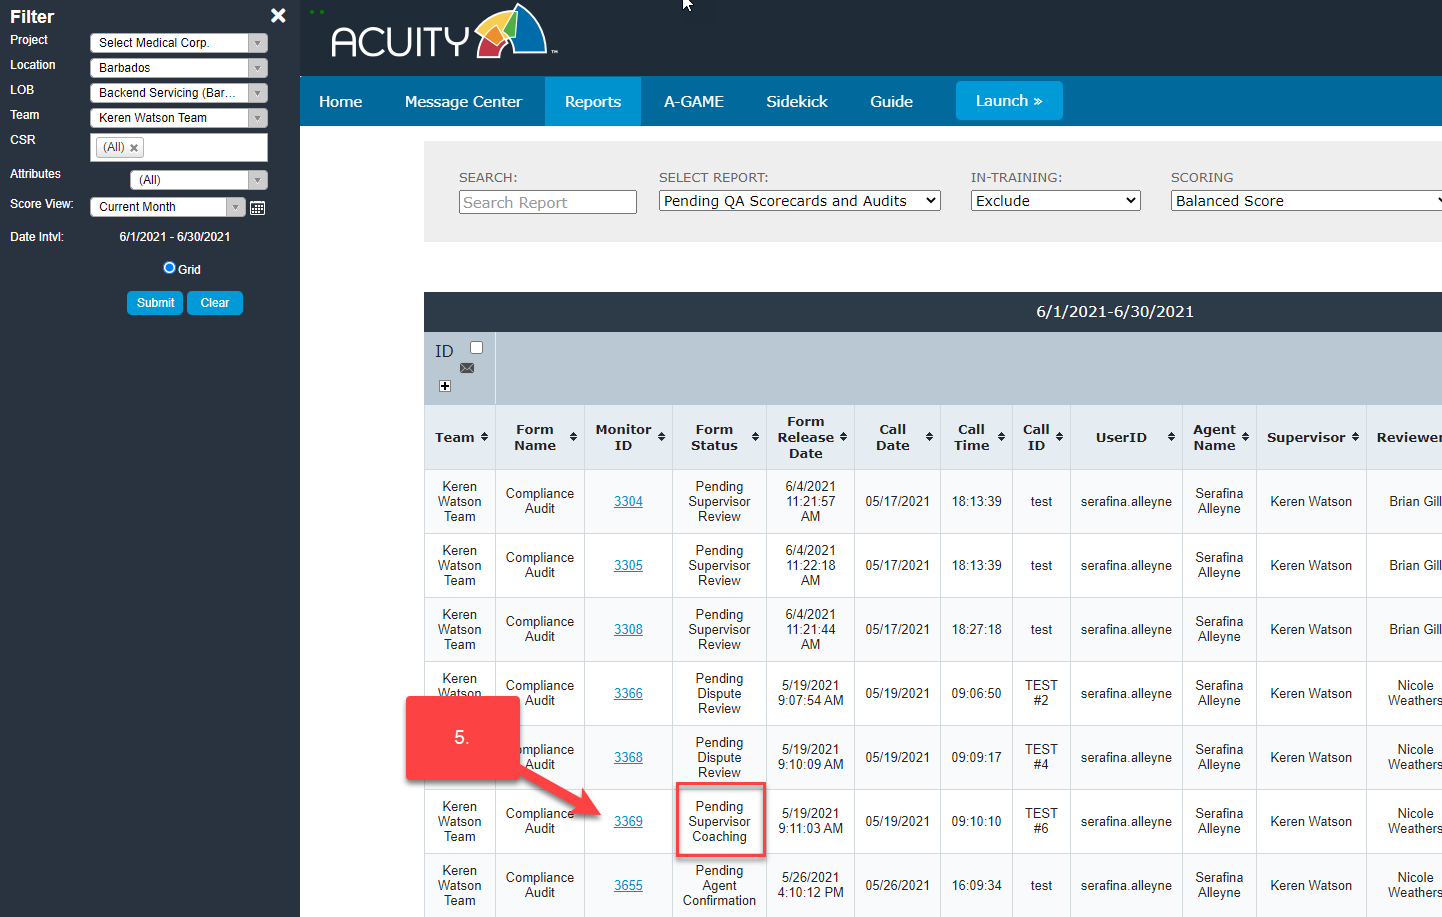 Filter
Project Select Medical Corp.
Location Barbados
LOB Backend Servicing (Bar...
Team Keren Watson Team
CSR (All)
Attributes (All)
Score View: Current Month
Date Intvl: 6/1/2021 - 6/30/2021
Grid
Submit Clear
ACUITY ™
Home Message Center Reports A-GAME Sidekick Guide Launch »
SEARCH: SELECT REPORT: IN-TRAINING: SCORING
Search Report Pending QA Scorecards and Audits Exclude Balanced Score
6/1/2021-6/30/2021
ID
Team Form Name Monitor ID Form Status Form Release Date Call Date Call Time Call ID UserID Agent Name Supervisor Reviewer
Keren Watson Team Compliance Audit 3304 Pending Supervisor Review 6/4/2021 11:21:57 AM 05/17/2021 18:13:39 test serafina.alleyne Serafina Alleyne Keren Watson Brian Gill
Keren Watson Team Compliance Audit 3305 Pending Supervisor Review 6/4/2021 11:22:18 AM 05/17/2021 18:13:39 test serafina.alleyne Serafina Alleyne Keren Watson Brian Gill
Keren Watson Team Compliance Audit 3308 Pending Supervisor Review 6/4/2021 11:21:44 AM 05/17/2021 18:27:18 test serafina.alleyne Serafina Alleyne Keren Watson Brian Gill
Keren Watson Compliance Audit 3366 Pending Dispute Review 5/19/2021 9:07:54 AM 05/19/2021 09:06:50 TEST #2 serafina.alleyne Serafina Alleyne Keren Watson Nicole Weathers
5.
ompliance Audit 3368 Pending Dispute Review 5/19/2021 9:10:09 AM 05/19/2021 09:09:17 TEST #4 serafina.alleyne Serafina Alleyne Keren Watson Nicole Weathers
Keren Watson Team Compliance Audit 3369 Pending Supervisor Coaching 5/19/2021 9:11:03 AM 05/19/2021 09:10:10 TEST #6 serafina.alleyne Serafina Alleyne Keren Watson Nicole Weathers
Keren Watson Team Compliance Audit 3655 Pending Agent Confirmation 5/26/2021 4:10:12 PM 05/26/2021 16:09:34 test serafina.alleyne Serafina Alleyne Keren Watson Nicole Weathers